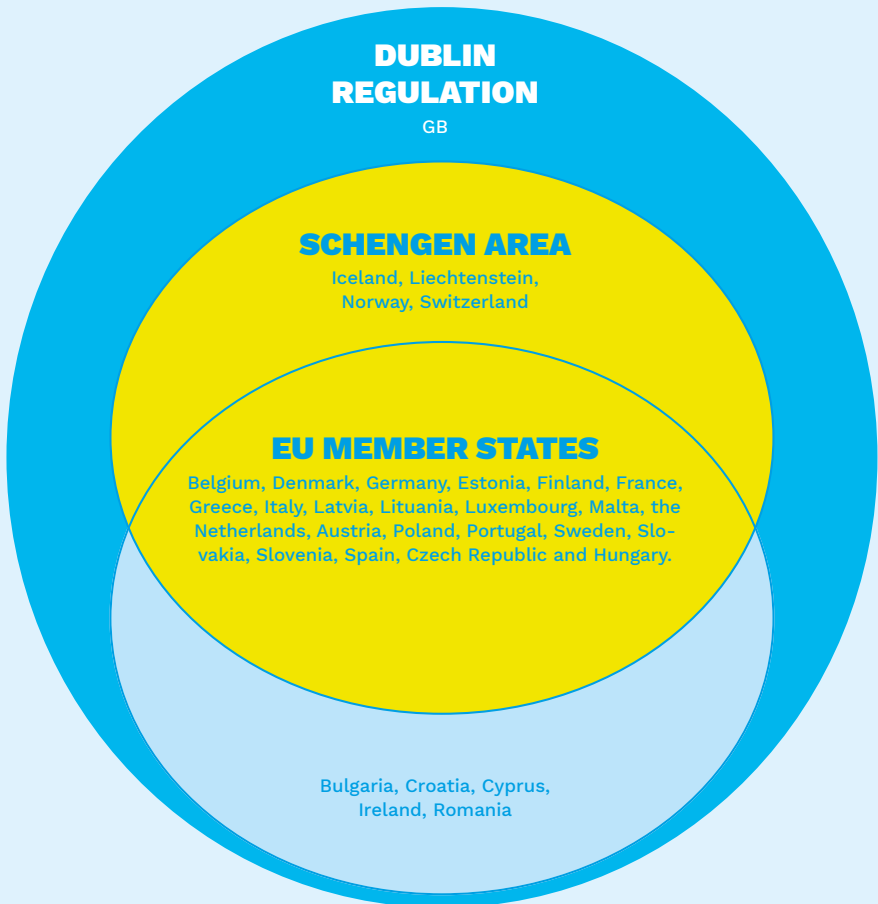 DUBLIN
REGULATION
GB
SCHENGEN AREA
Iceland, Liechtenstein,
Norway, Switzerland
EU MEMBER STATES
Belgium, Denmark, Germany, Estonia, Finland, France,
Greece, Italy, Latvia, Lituania, Luxembourg, Malta, the
Netherlands, Austria, Poland, Portugal, Sweden, Slo-
vakia, Slovenia, Spain, Czech Republic and Hungary.
Bulgaria, Croatia, Cyprus,
Ireland, Romania